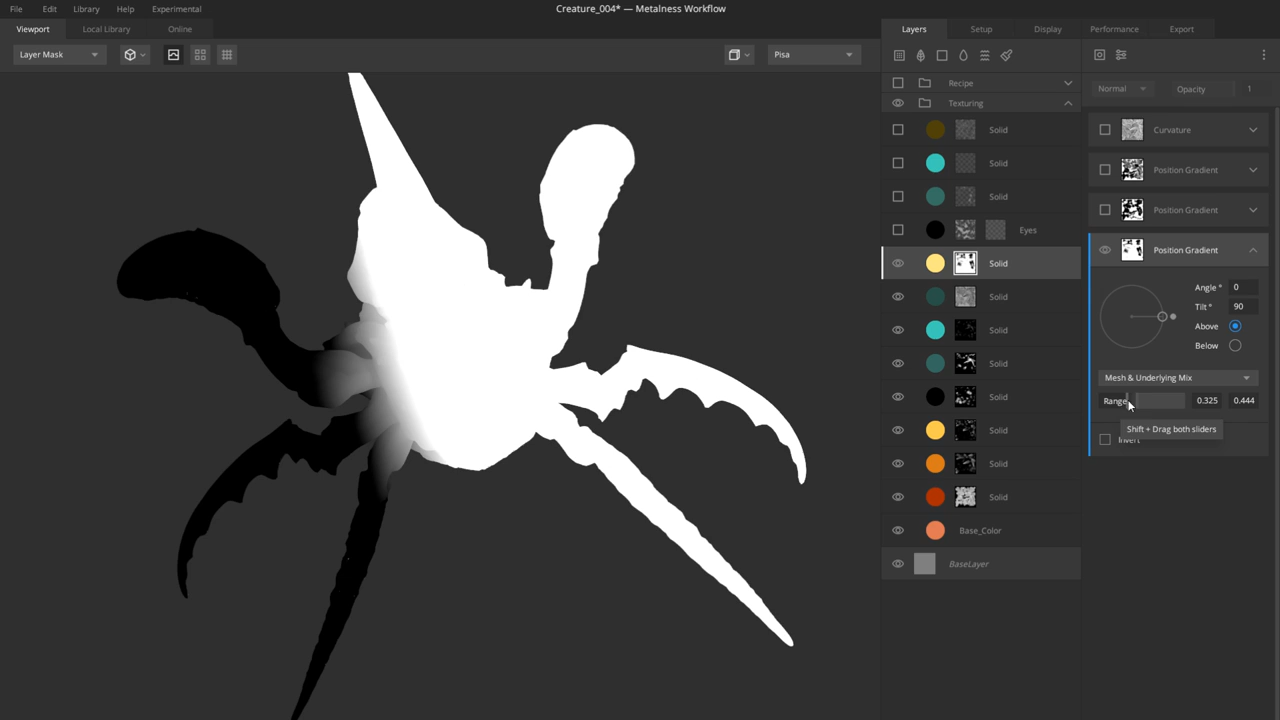 File Edit Library Help Experimental
Creature_004* — Metalness Workflow
Viewport Local Library Online
Layers Setup Display Performance Export
Layer Mask
Pisa
Recipe
Texturing
Solid
Solid
Solid
Eyes
Solid
Solid
Solid
Solid
Solid
Solid
Solid
Solid
Base_Color
BaseLayer
Normal Opacity 1
Curvature
Position Gradient
Position Gradient
Position Gradient
Angle ° 0
Tilt ° 90
Above
Below
Mesh & Underlying Mix
Range 0.325 0.444
Shift + Drag both sliders
Invert